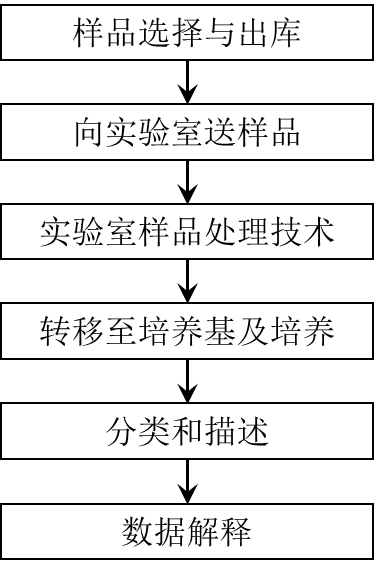 样品选择与出库
向实验室送样品
实验室样品处理技术
转移至培养基及培养
分类和描述
数据解释